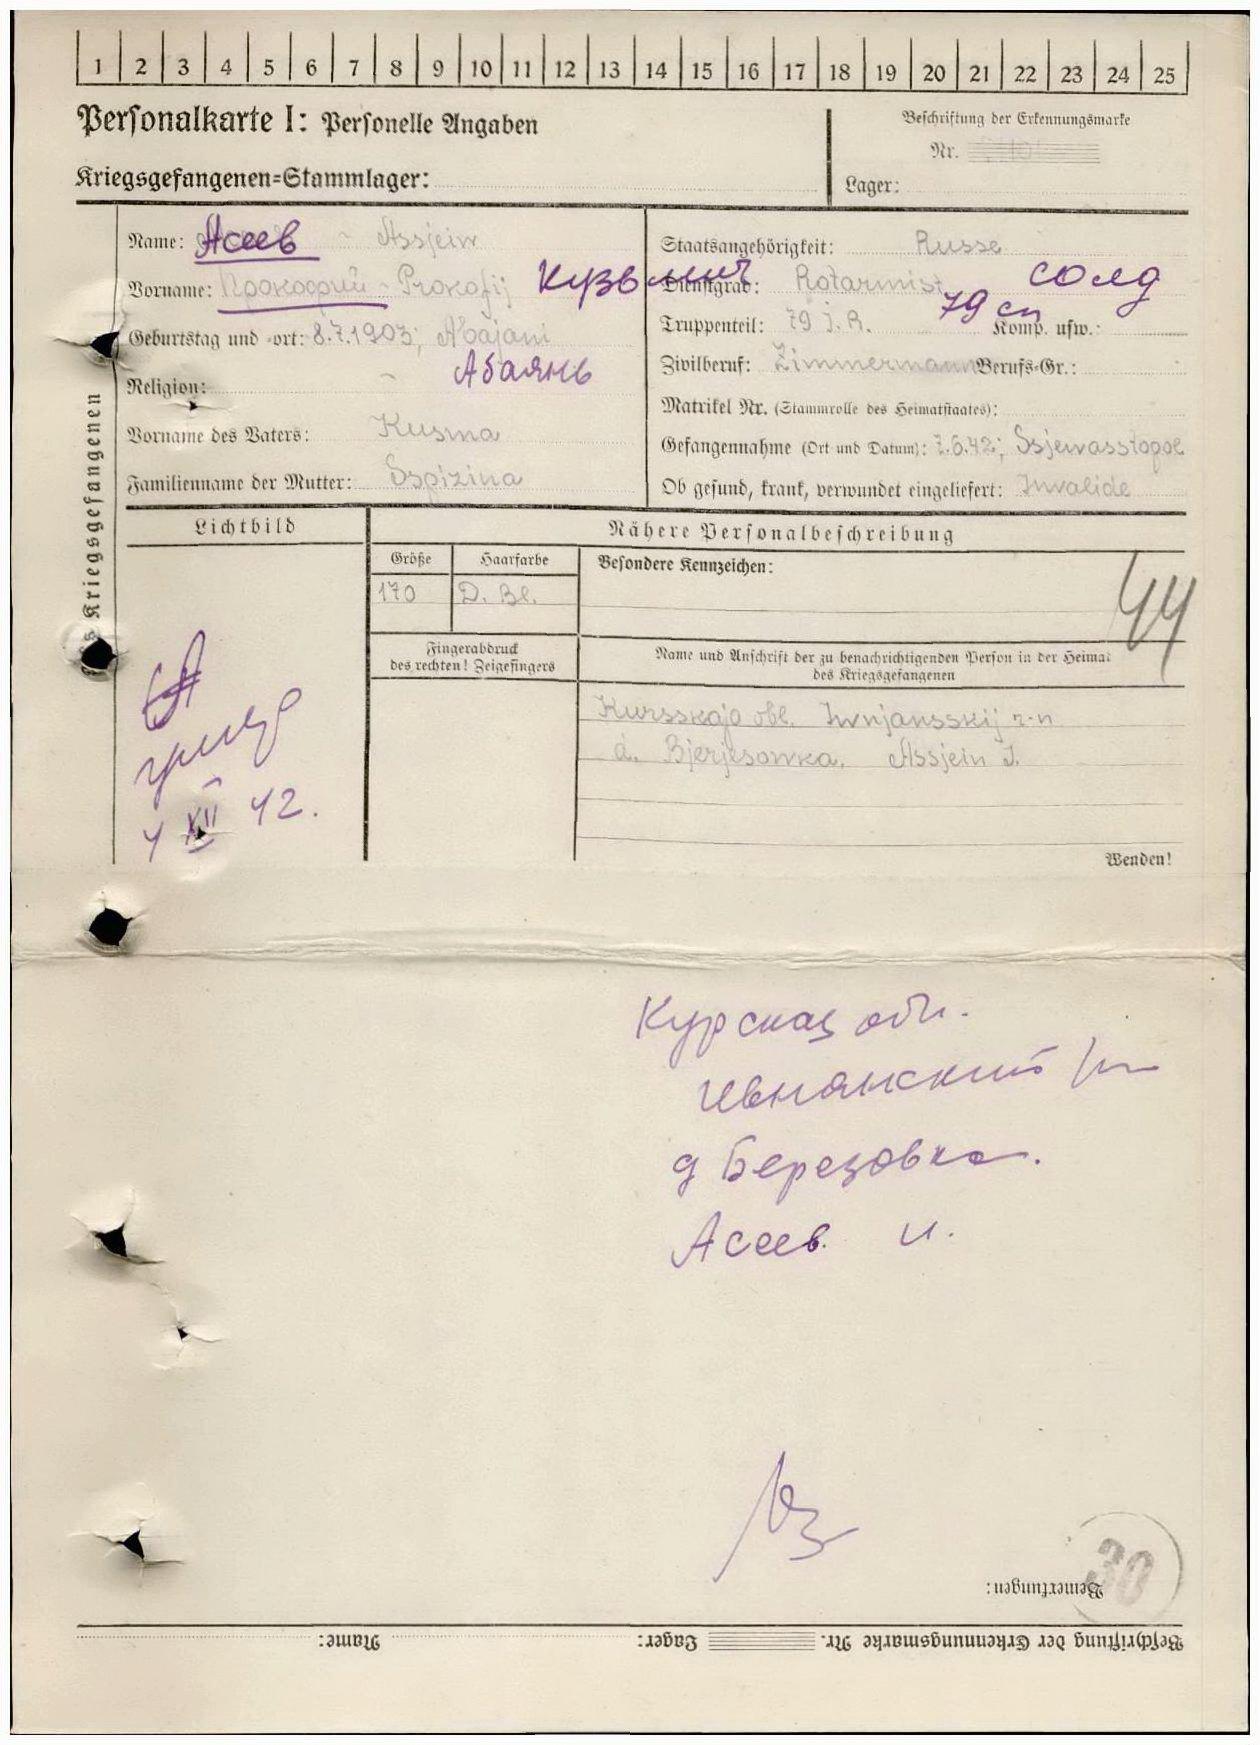 1 2 3 4 5 6 7 8 9 10 11 12 13 14 15 16 17 18 19 20 21 22 23 24 25
Personalkarte I: Personelle Angaben
Beschriftung der Erkennungsmarke
Nr.
Kriegsgefangenen=Stammlager:
Lager:
Name: Асеев - Assjeiw
Vorname: Прокофий - Prokofij Кузьмич
Geburtstag und =ort: 8.7.1903; Abajani
Абаянь
Religion: -
Vorname des Vaters: Kusma
Familienname der Mutter: Sspizina
Staatsangehörigkeit: Russe
Dienstgrad: Rotarmist солд
Truppenteil: 79 J.R. 79 сп Komp. usw.:
Zivilberuf: Zimmermann Berufs=Gr.:
Matrikel Nr. (Stammrolle des Heimatstaates):
Gefangennahme (Ort und Datum): 7.6.42; Ssjewasstopol
Ob gesund, krank, verwundet eingeliefert: Invalide
des Kriegsgefangenen
Lichtbild
Nähere Personalbeschreibung
Größe
Haarfarbe
Besondere Kennzeichen:
170
D. Bl.
44
Fingerabdruck
des rechten! Zeigefingers
Name und Anschrift der zu benachrichtigenden Person in der Heimat
des Kriegsgefangenen
Kursskaja obl. Iwnjansskij r-n
d. Bjerjesowka. Assjein I.
умер
4 XII 42.
Wenden!
Курская обл.
Ивнянский р-н
д Березовка.
Асеев. И.
30
Bemerkungen:
Beschriftung der Erkennungsmarke Nr. Lager: Name: